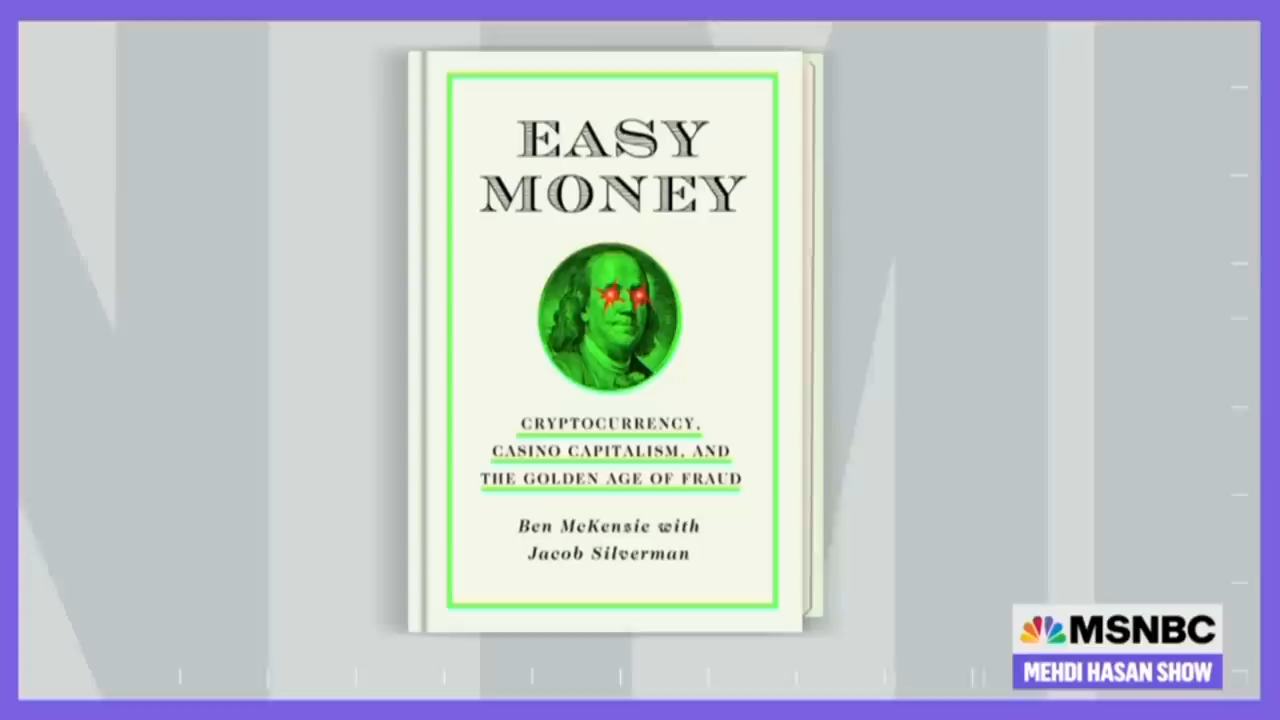 EASY
MONEY
CRYPTOCURRENCY,
CASINO CAPITALISM, AND
THE GOLDEN AGE OF FRAUD
Ben McKenzie with
Jacob Silverman
MSNBC
MEHDI HASAN SHOW